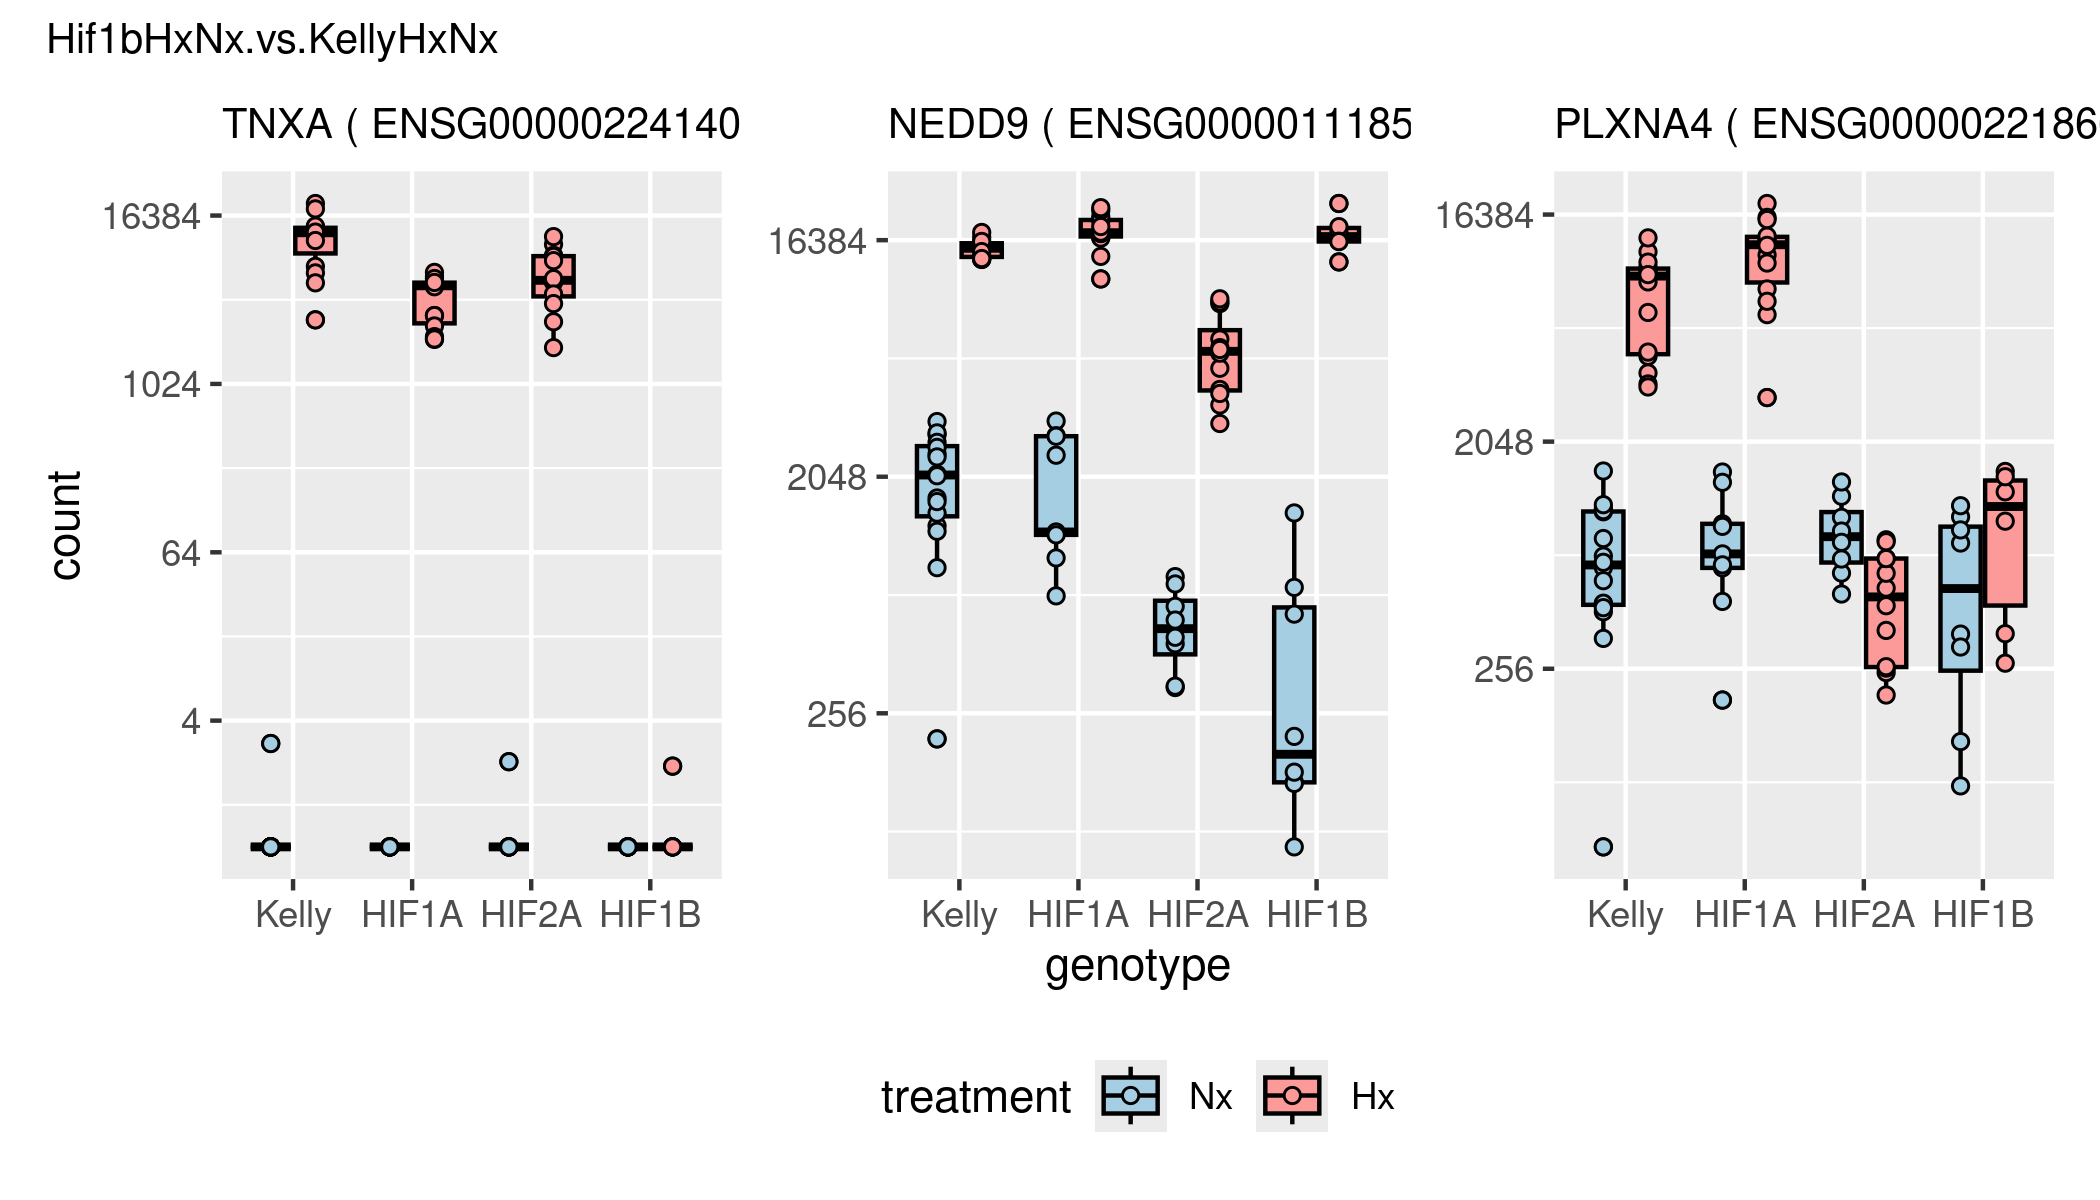 Hif1bHxNx.vs.KellyHxNx
TNXA ( ENSG00000224140
NEDD9 ( ENSG0000011185
PLXNA4 ( ENSG0000022186
count
16384
1024
64
4
16384
2048
256
16384
2048
256
Kelly HIF1A HIF2A HIF1B
Kelly HIF1A HIF2A HIF1B
Kelly HIF1A HIF2A HIF1B
genotype
treatment Nx Hx